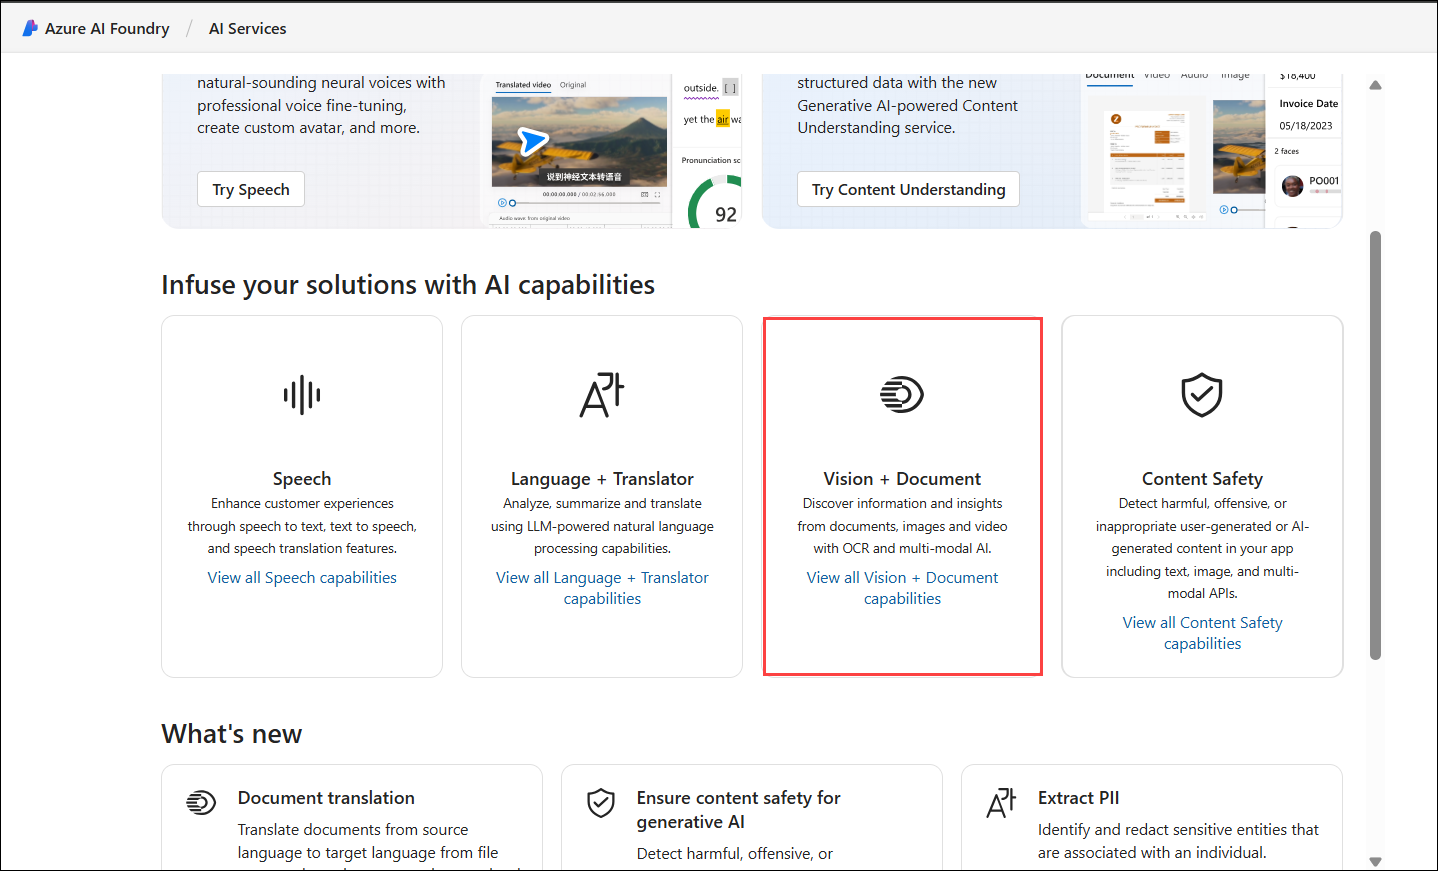 Azure AI Foundry / AI Services
natural-sounding neural voices with
professional voice fine-tuning,
create custom avatar, and more.
Try Speech
Translated video Original
说到神经文本转语音
00:00:00.000 / 00:02:56.000
Audio wave from original video
outside. [ ]
yet the air wa
Pronunciation sc
92
structured data with the new
Generative AI-powered Content
Understanding service.
Try Content Understanding
Document Video Audio Image
$18,400
Invoice Date
05/18/2023
2 faces
PO001
Infuse your solutions with AI capabilities
Speech
Enhance customer experiences
through speech to text, text to speech,
and speech translation features.
View all Speech capabilities
Language + Translator
Analyze, summarize and translate
using LLM-powered natural language
processing capabilities.
View all Language + Translator
capabilities
Vision + Document
Discover information and insights
from documents, images and video
with OCR and multi-modal AI.
View all Vision + Document
capabilities
Content Safety
Detect harmful, offensive, or
inappropriate user-generated or AI-
generated content in your app
including text, image, and multi-
modal APIs.
View all Content Safety
capabilities
What's new
Document translation
Translate documents from source
language to target language from file
Ensure content safety for
generative AI
Detect harmful, offensive, or
Extract PII
Identify and redact sensitive entities that
are associated with an individual.